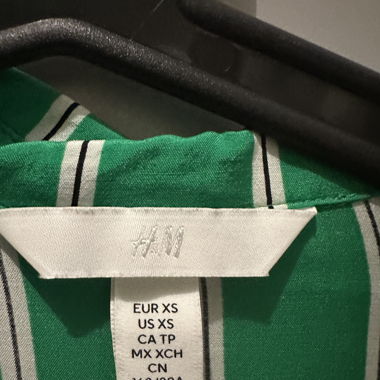 H&M
EUR XS
US XS
CA TP
MX XCH
CN